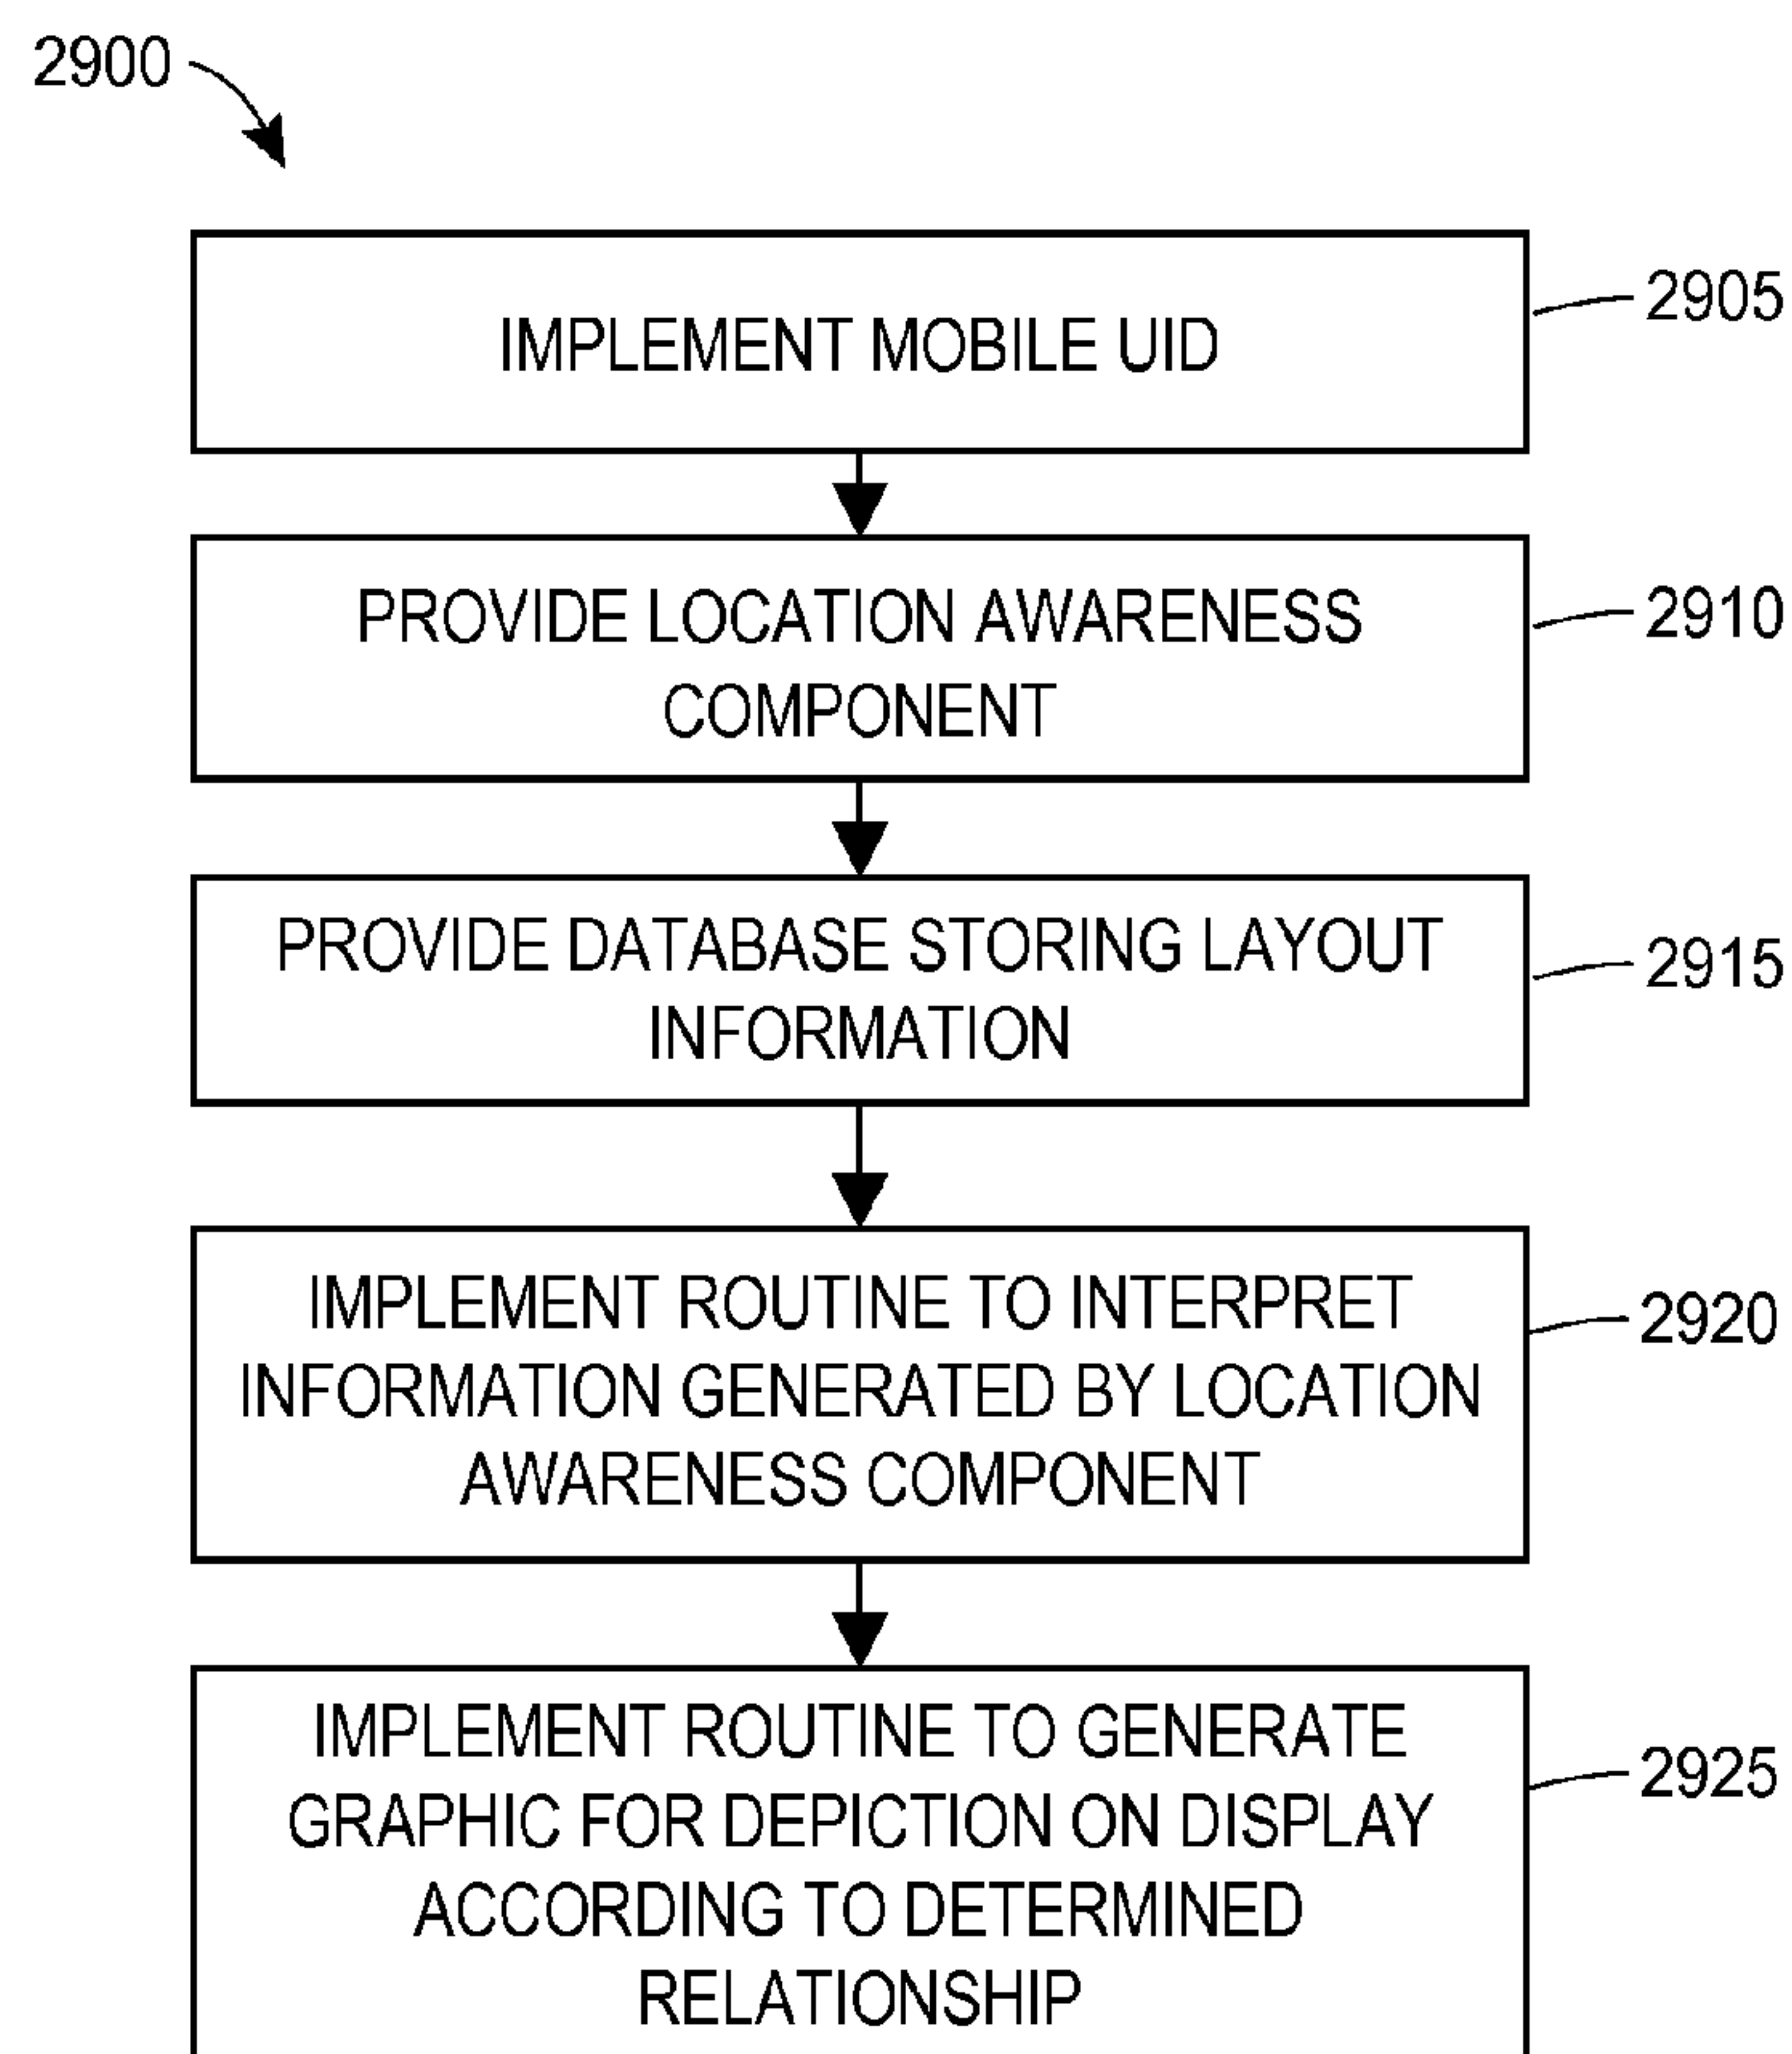 2900
IMPLEMENT MOBILE UID
2905
PROVIDE LOCATION AWARENESS
COMPONENT
2910
PROVIDE DATABASE STORING LAYOUT
INFORMATION
2915
IMPLEMENT ROUTINE TO INTERPRET
INFORMATION GENERATED BY LOCATION
AWARENESS COMPONENT
2920
IMPLEMENT ROUTINE TO GENERATE
GRAPHIC FOR DEPICTION ON DISPLAY
ACCORDING TO DETERMINED
RELATIONSHIP
2925